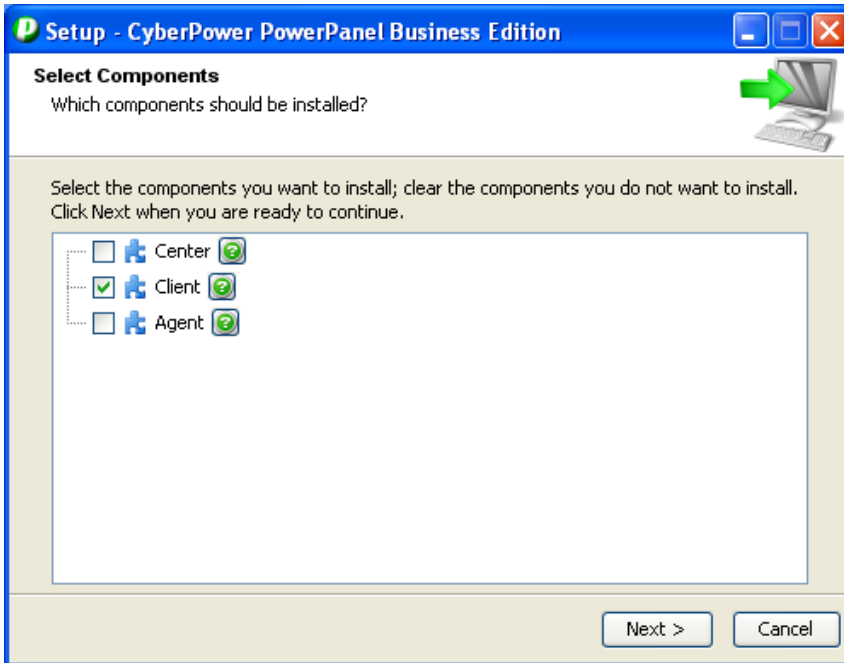 Setup - CyberPower PowerPanel Business Edition
Select Components
Which components should be installed?
Select the components you want to install; clear the components you do not want to install.
Click Next when you are ready to continue.
Center ?
Client ?
Agent ?
Next > Cancel